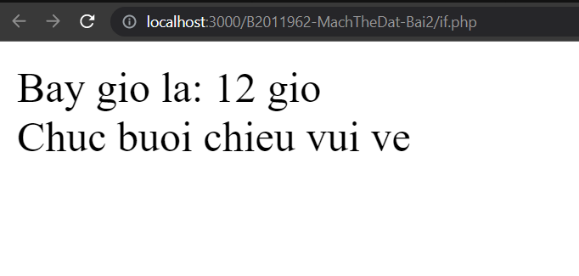 localhost:3000/B2011962-MachTheDat-Bai2/if.php
Bay gio la: 12 gio
Chuc buoi chieu vui ve